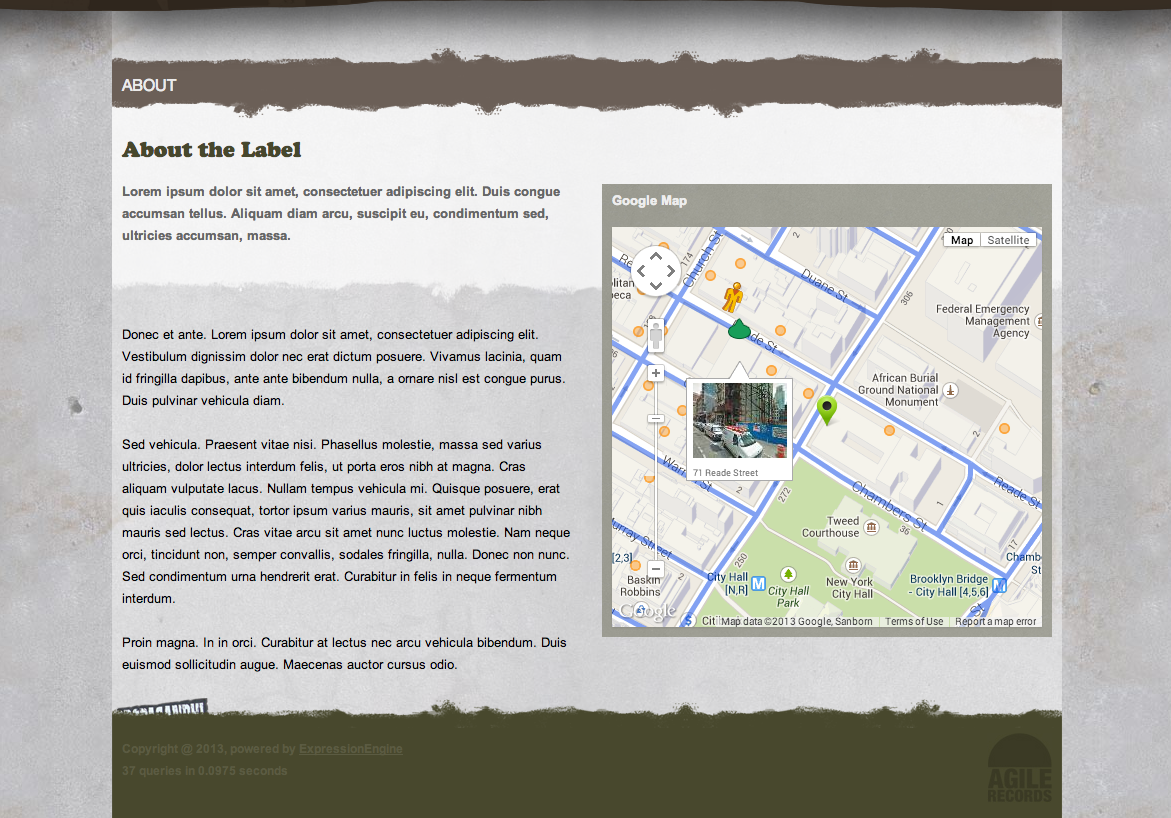 ABOUT
About the Label
Lorem ipsum dolor sit amet, consectetuer adipiscing elit. Duis congue
accumsan tellus. Aliquam diam arcu, suscipit eu, condimentum sed,
ultricies accumsan, massa.
Donec et ante. Lorem ipsum dolor sit amet, consectetuer adipiscing elit.
Vestibulum dignissim dolor nec erat dictum posuere. Vivamus lacinia, quam
id fringilla dapibus, ante ante bibendum nulla, a ornare nisl est congue purus.
Duis pulvinar vehicula diam.
Sed vehicula. Praesent vitae nisi. Phasellus molestie, massa sed varius
ultricies, dolor lectus interdum felis, ut porta eros nibh at magna. Cras
aliquam vulputate lacus. Nullam tempus vehicula mi. Quisque posuere, erat
quis iaculis consequat, tortor ipsum varius mauris, sit amet pulvinar nibh
mauris sed lectus. Cras vitae arcu sit amet nunc luctus molestie. Nam neque
orci, tincidunt non, semper convallis, sodales fringilla, nulla. Donec non nunc.
Sed condimentum urna hendrerit erat. Curabitur in felis in neque fermentum
interdum.
Proin magna. In in orci. Curabitur at lectus nec arcu vehicula bibendum. Duis
euismod sollicitudin augue. Maecenas auctor cursus odio.
Google Map
Map
Satellite
2
174
Church St
Duane St
306
Federal Emergency
Management
Agency
ade St
African Burial
Ground National
Monument
71 Reade Street
2
272
Chambers St
36
1
Reade St
Tweed
Courthouse
17
250
[2,3]
2
Baskin
Robbins
City Hall
[N,R]
City Hall
Park
New York
City Hall
Brooklyn Bridge
- City Hall [4,5,6]
Google
Map data ©2013 Google, Sanborn
Terms of Use
Report a map error
Copyright @ 2013, powered by ExpressionEngine
37 queries in 0.0975 seconds
AGILE
RECORDS